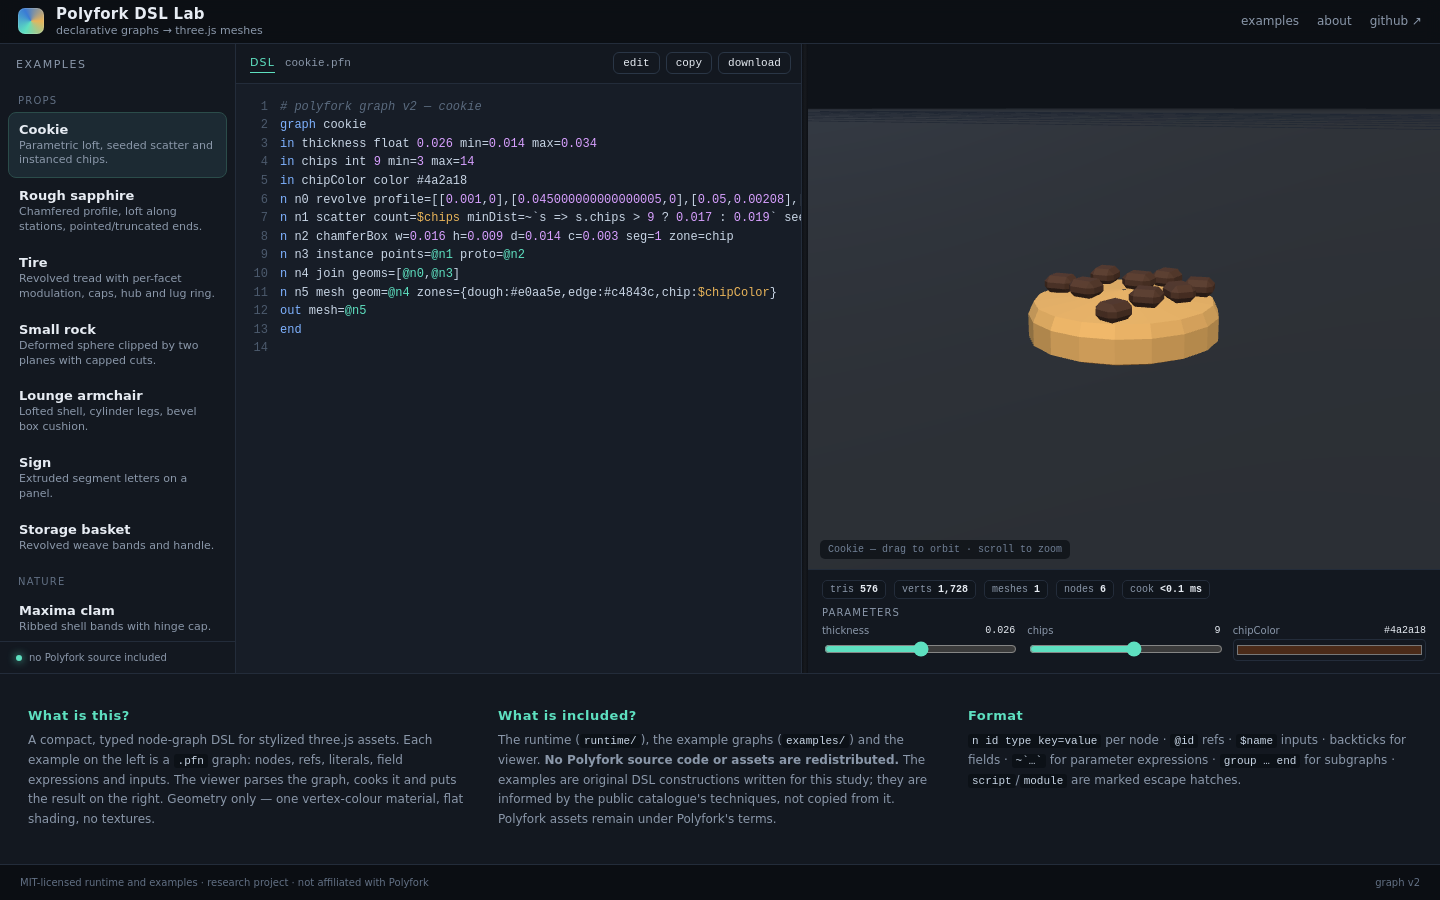 Polyfork DSL Lab
declarative graphs → three.js meshes
examples about github ↗
EXAMPLES
PROPS
Cookie
Parametric loft, seeded scatter and
instanced chips.
Rough sapphire
Chamfered profile, loft along
stations, pointed/truncated ends.
Tire
Revolved tread with per-facet
modulation, caps, hub and lug ring.
Small rock
Deformed sphere clipped by two
planes with capped cuts.
Lounge armchair
Lofted shell, cylinder legs, bevel
box cushion.
Sign
Extruded segment letters on a
panel.
Storage basket
Revolved weave bands and handle.
NATURE
Maxima clam
Ribbed shell bands with hinge cap.
no Polyfork source included
DSL cookie.pfn edit copy download
1 # polyfork graph v2 — cookie
2 graph cookie
3 in thickness float 0.026 min=0.014 max=0.034
4 in chips int 9 min=3 max=14
5 in chipColor color #4a2a18
6 n n0 revolve profile=[[0.001,0],[0.045000000000000005,0],[0.05,0.00208],
7 n n1 scatter count=$chips minDist=~`s => s.chips > 9 ? 0.017 : 0.019` see
8 n n2 chamferBox w=0.016 h=0.009 d=0.014 c=0.003 seg=1 zone=chip
9 n n3 instance points=@n1 proto=@n2
10 n n4 join geoms=[@n0,@n3]
11 n n5 mesh geom=@n4 zones={dough:#e0aa5e,edge:#c4843c,chip:$chipColor}
12 out mesh=@n5
13 end
14
Cookie — drag to orbit · scroll to zoom
tris 576 verts 1,728 meshes 1 nodes 6 cook <0.1 ms
PARAMETERS
thickness 0.026 chips 9 chipColor #4a2a18
What is this?
A compact, typed node-graph DSL for stylized three.js assets. Each
example on the left is a .pfn graph: nodes, refs, literals, field
expressions and inputs. The viewer parses the graph, cooks it and puts
the result on the right. Geometry only — one vertex-colour material, flat
shading, no textures.
What is included?
The runtime ( runtime/ ), the example graphs ( examples/ ) and the
viewer. No Polyfork source code or assets are redistributed. The
examples are original DSL constructions written for this study; they are
informed by the public catalogue's techniques, not copied from it.
Polyfork assets remain under Polyfork's terms.
Format
n id type key=value per node · @id refs · $name inputs · backticks for
fields · ~`…` for parameter expressions · group … end for subgraphs ·
script / module are marked escape hatches.
MIT-licensed runtime and examples · research project · not affiliated with Polyfork
graph v2